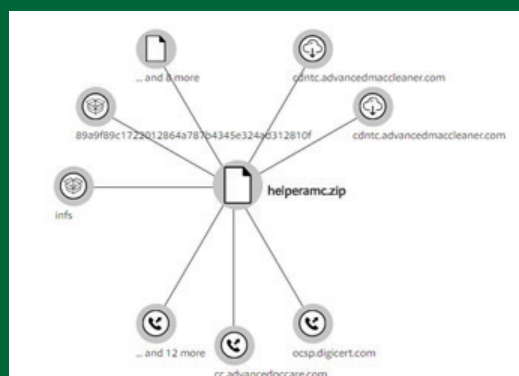 ... and 8 more
cdntc.advancedmaccleaner.com
89a9f89c1722012864a787b4345e324ad312810f
cdntc.advancedmaccleaner.com
helperamc.zip
infs
... and 12 more
ocsp.digicert.com
cc.advancedpccare.com